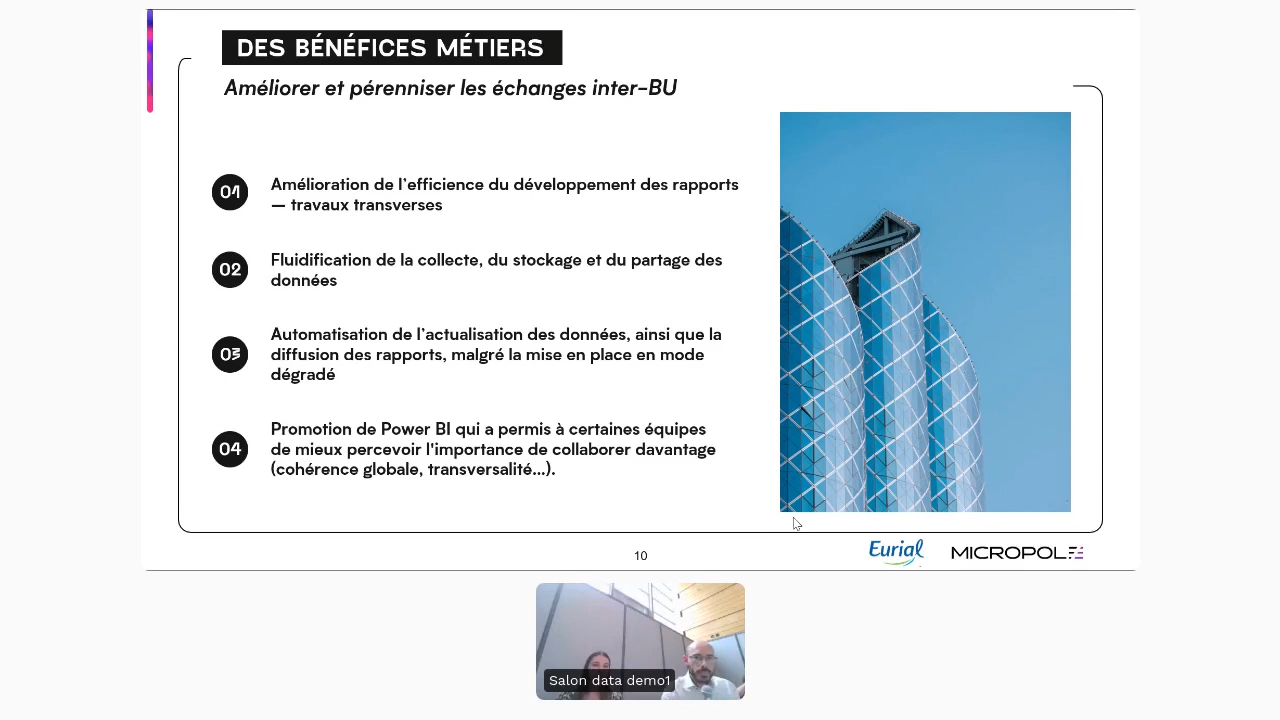 DES BÉNÉFICES MÉTIERS
Améliorer et pérenniser les échanges inter-BU
01
Amélioration de l'efficience du développement des rapports
— travaux transverses
02
Fluidification de la collecte, du stockage et du partage des
données
03
Automatisation de l'actualisation des données, ainsi que la
diffusion des rapports, malgré la mise en place en mode
dégradé
04
Promotion de Power BI qui a permis à certaines équipes
de mieux percevoir l'importance de collaborer davantage
(cohérence globale, transversalité...).
10
Eurial
MICROPOLE
Salon data demo1